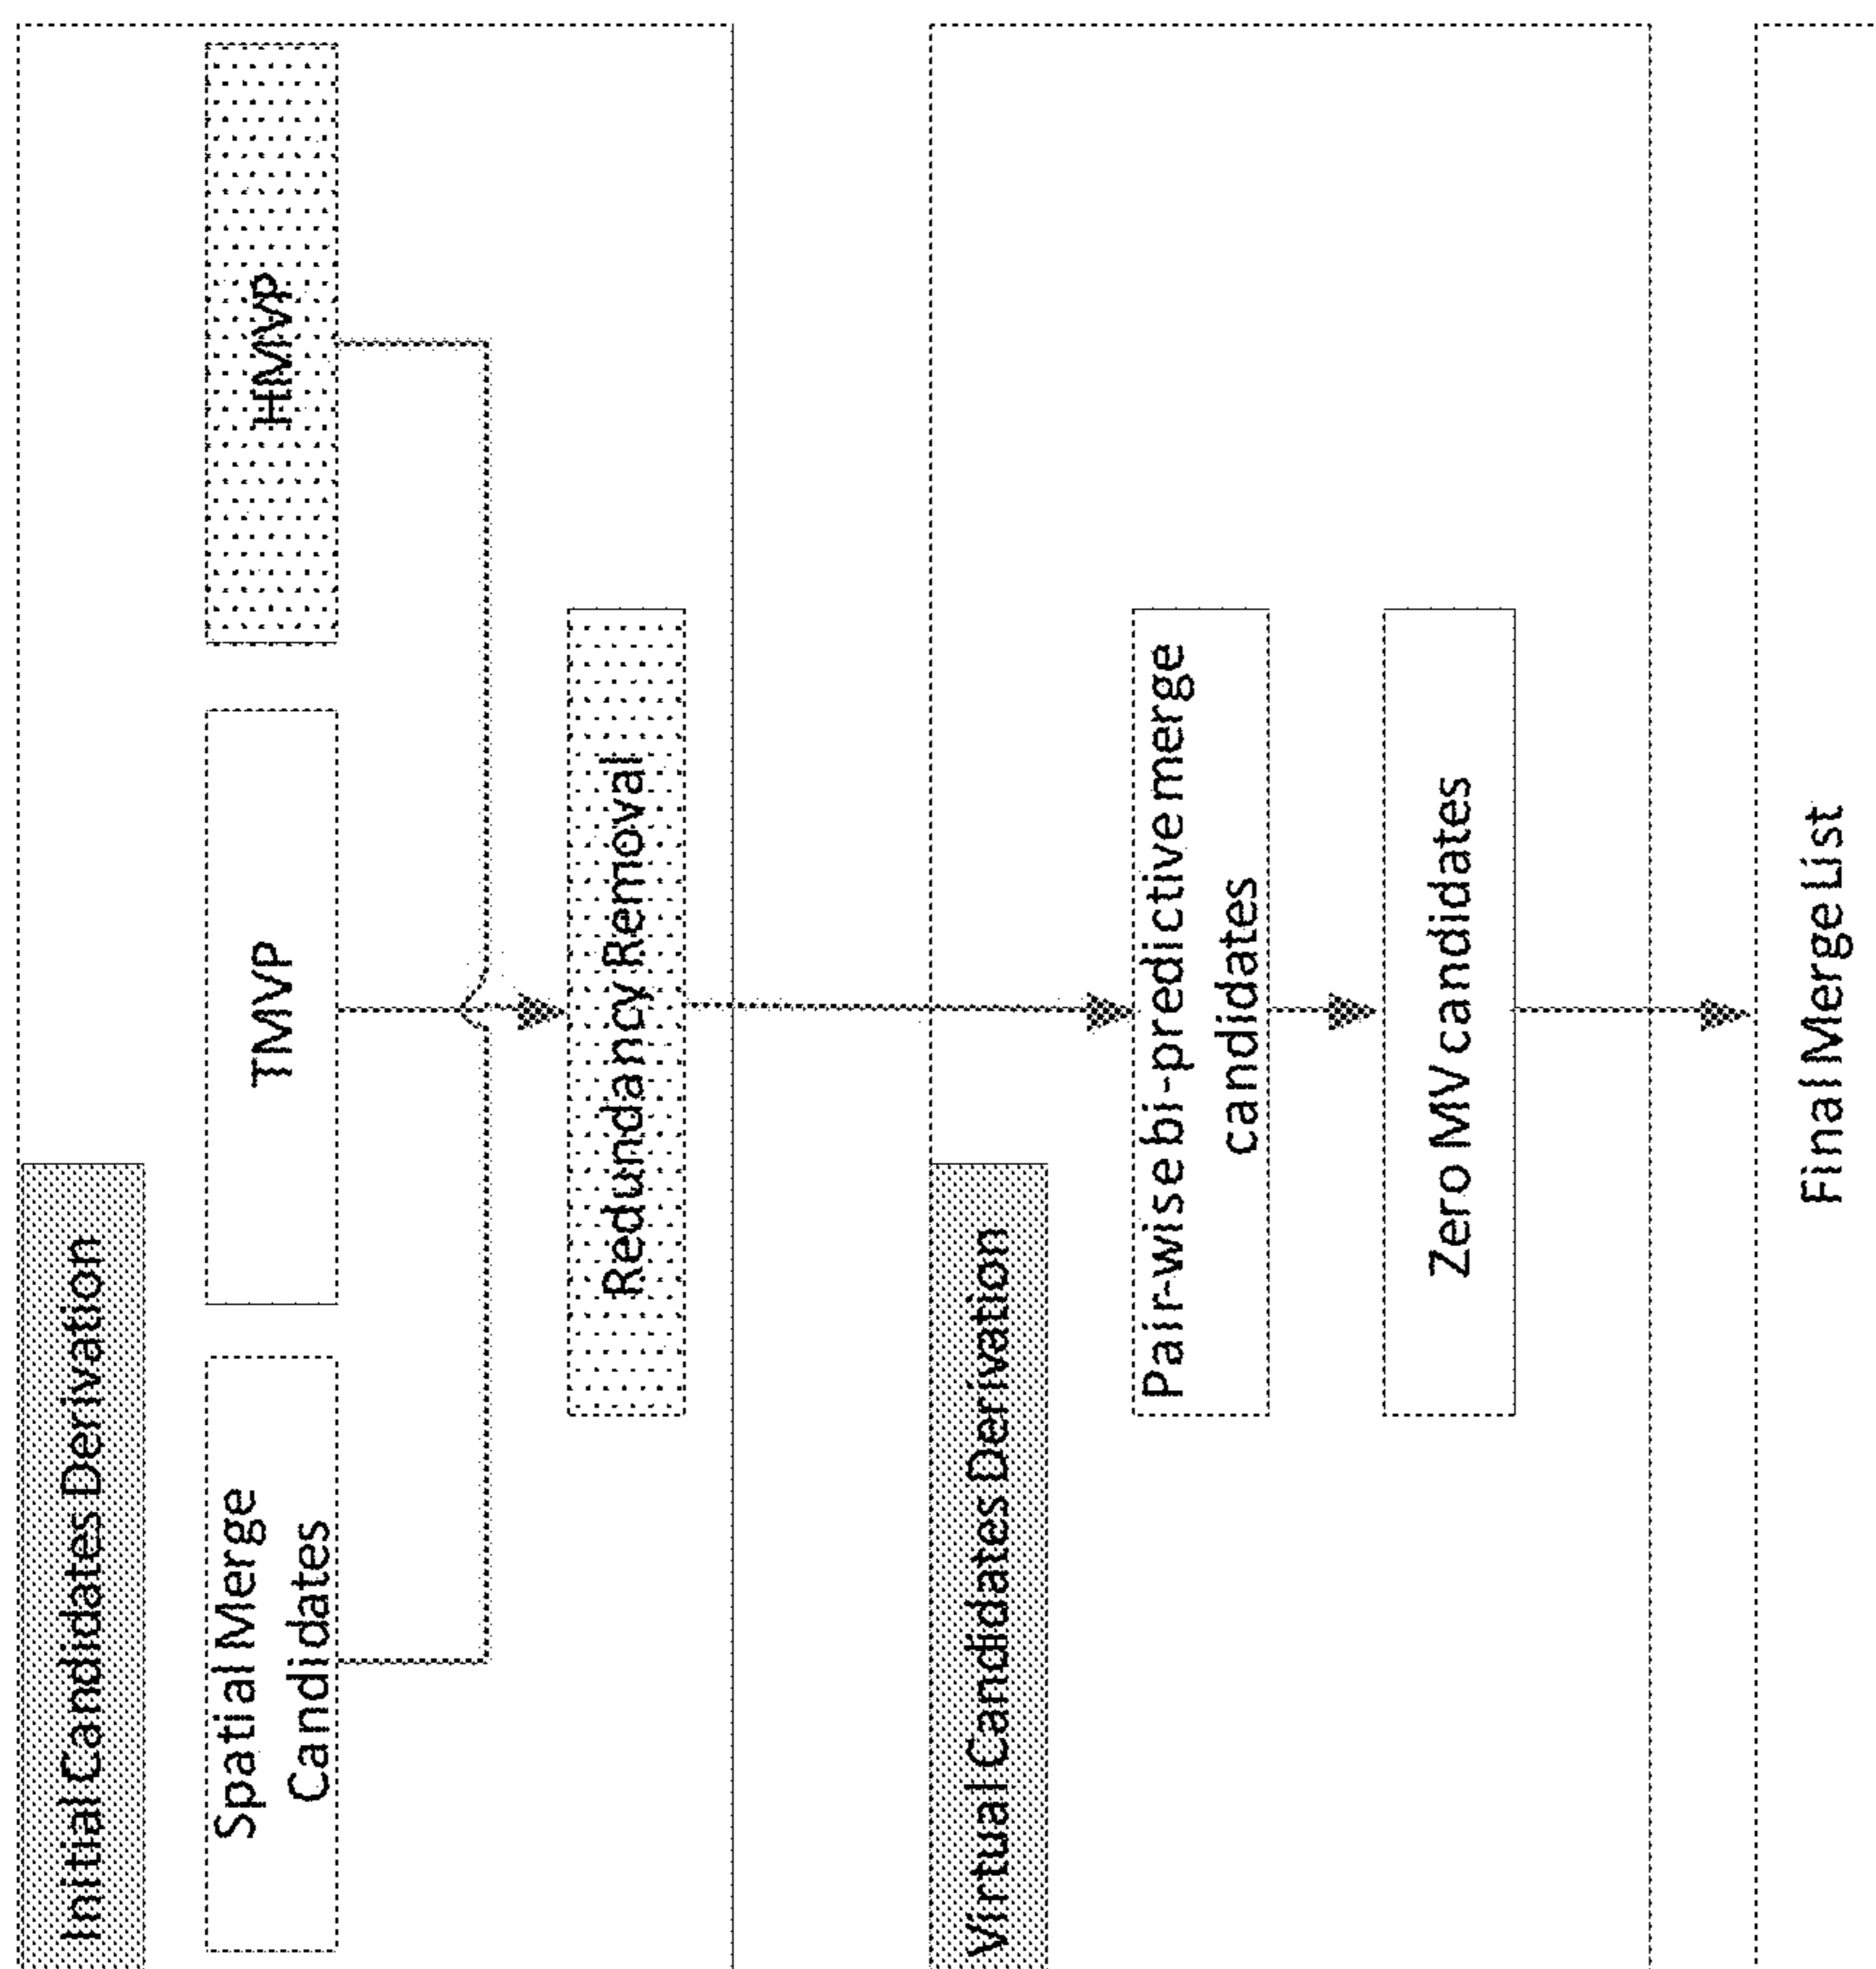 Initial Candidates Derivation
Spatial Merge
Candidates
TMVP
HMVP
Redundancy Removal
Virtual Candidates Derivation
Pair-wise bi-predictive merge
candidates
Zero MV candidates
Final Merge List